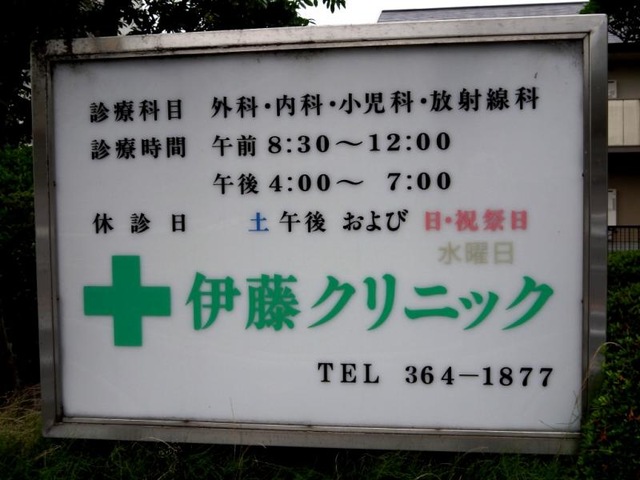 診療科目 外科・内科・小児科・放射線科
診療時間 午前 8:30～12:00
午後 4:00～ 7:00
休診日 土 午後 および 日・祝祭日
水曜日
伊藤クリニック
TEL 364－1877